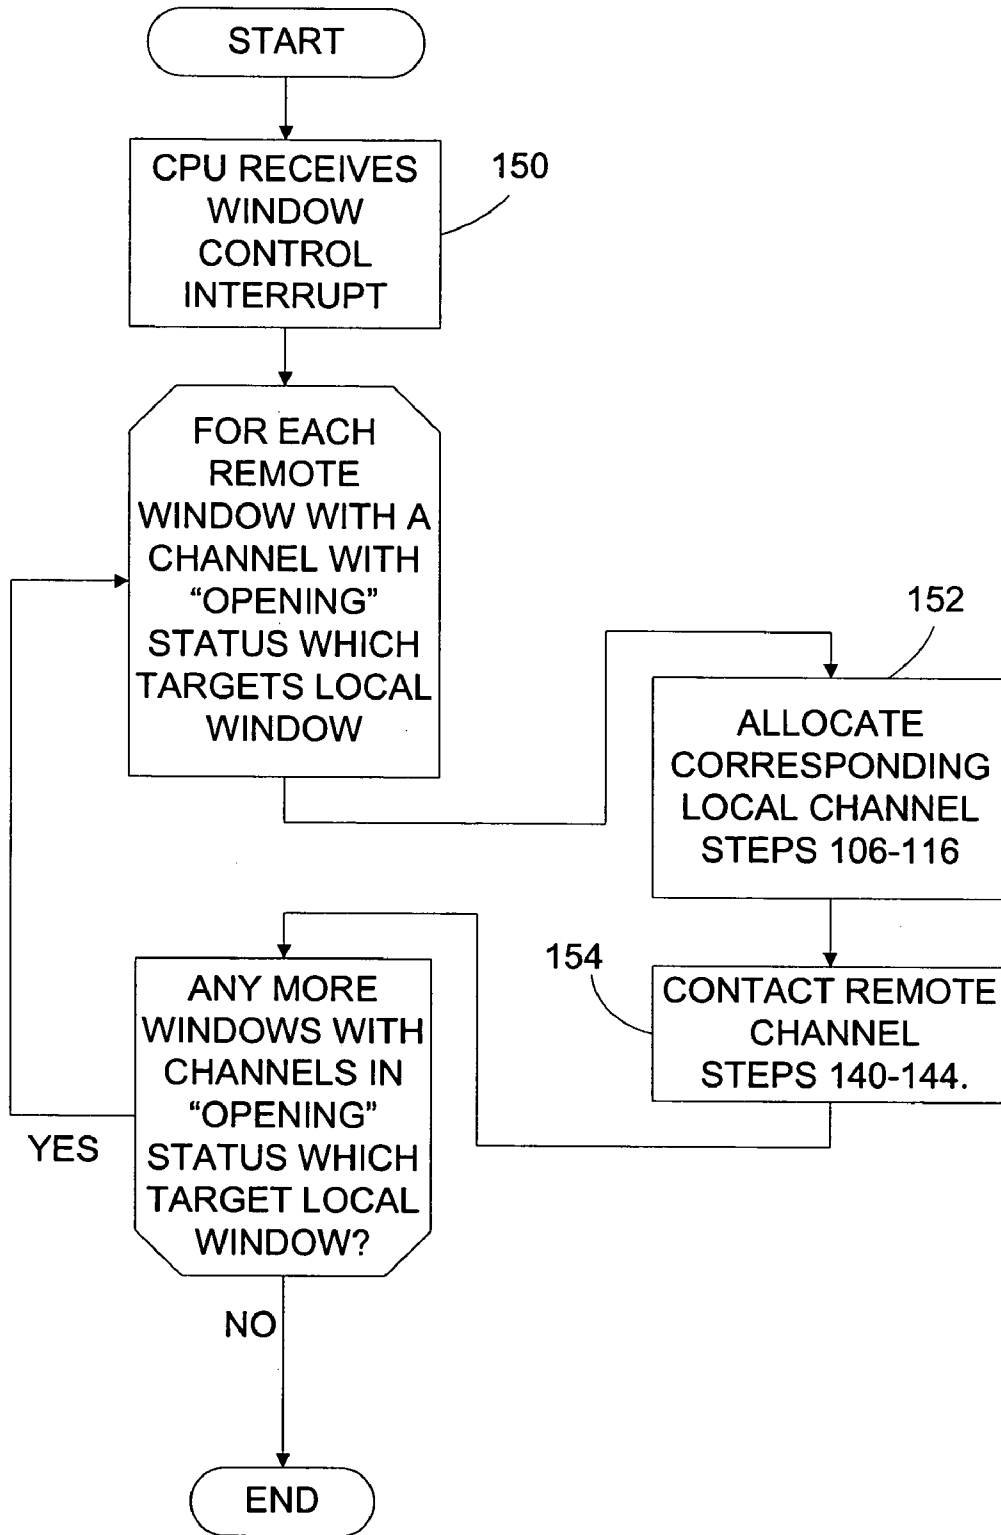 START
CPU RECEIVES
WINDOW
CONTROL
INTERRUPT
150
FOR EACH
REMOTE
WINDOW WITH A
CHANNEL WITH
“OPENING”
STATUS WHICH
TARGETS LOCAL
WINDOW
152
ALLOCATE
CORRESPONDING
LOCAL CHANNEL
STEPS 106-116
154
CONTACT REMOTE
CHANNEL
STEPS 140-144.
ANY MORE
WINDOWS WITH
CHANNELS IN
“OPENING”
STATUS WHICH
TARGET LOCAL
WINDOW?
YES
NO
END